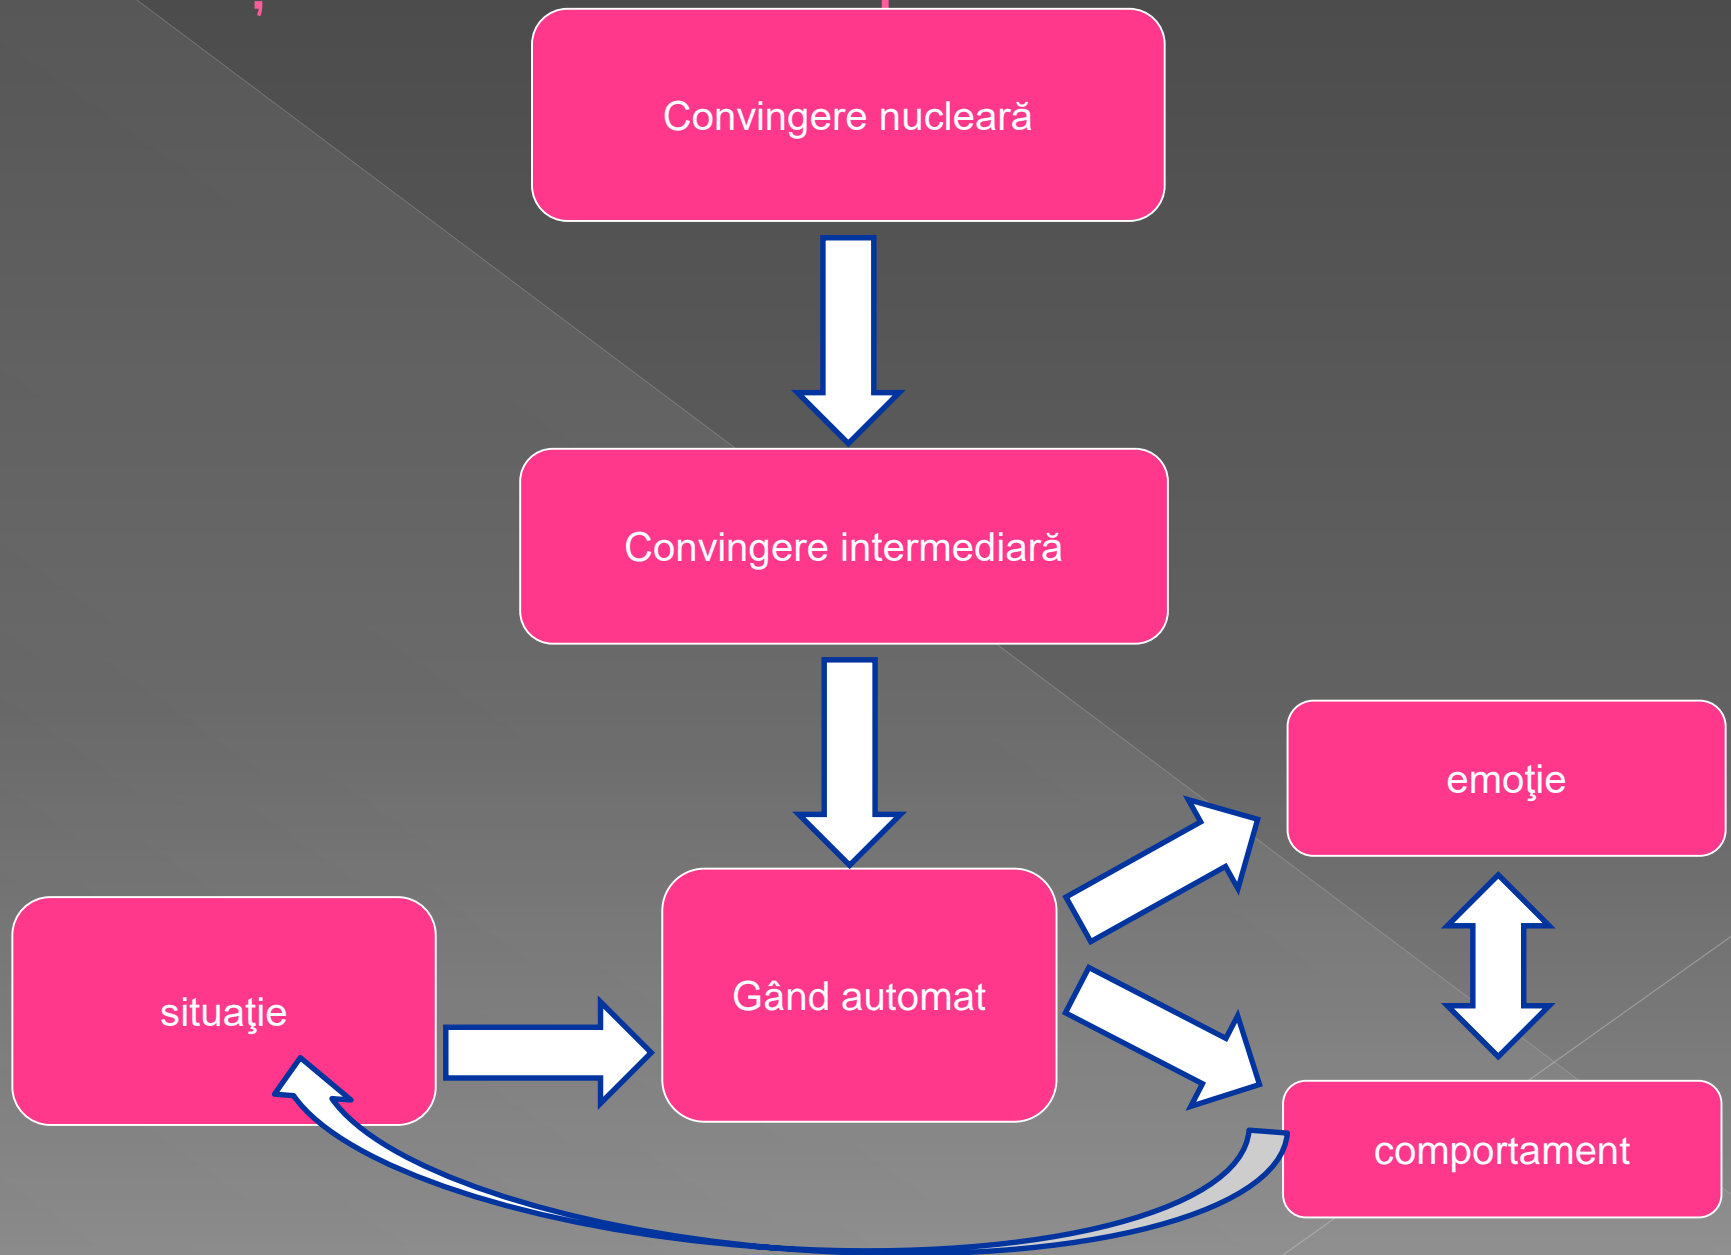 Convingere nucleară
Convingere intermediară
emoţie
Gând automat
situaţie
comportament